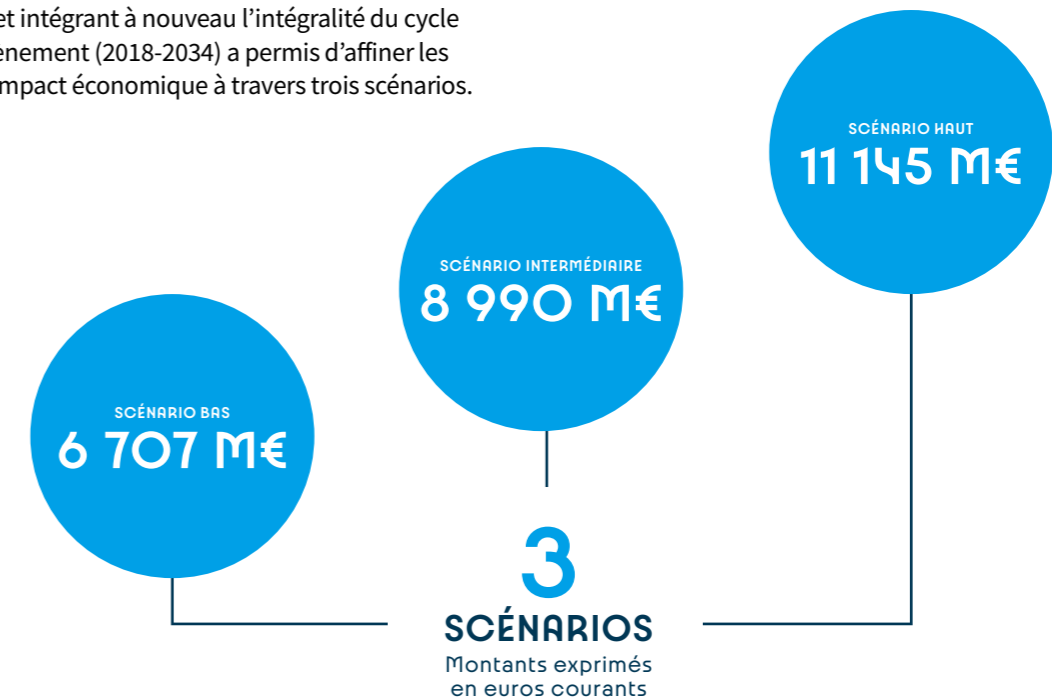 et intégrant à nouveau l'intégralité du cycle
enement (2018-2034) a permis d'affiner les
impact économique à travers trois scénarios.
SCÉNARIO HAUT
11 145 M€
SCÉNARIO INTERMÉDIAIRE
8 990 M€
SCÉNARIO BAS
6 707 M€
3
SCÉNARIOS
Montants exprimés
en euros courants